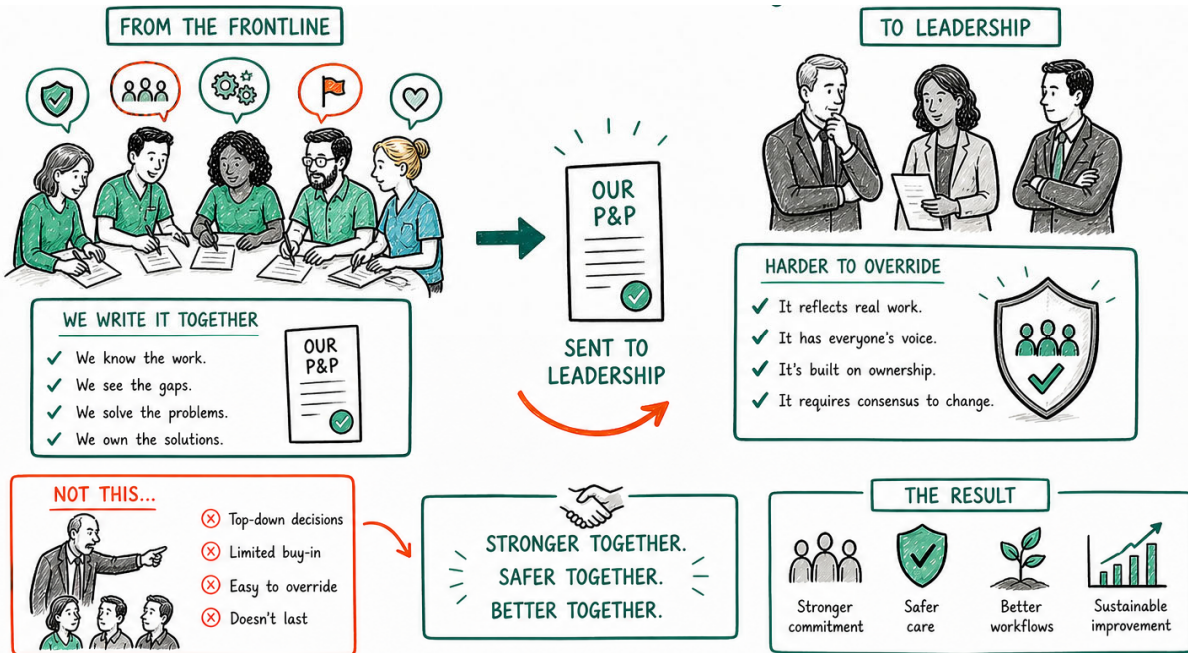 FROM THE FRONTLINE
TO LEADERSHIP
OUR
P&P
SENT TO
LEADERSHIP
WE WRITE IT TOGETHER
We know the work.
We see the gaps.
We solve the problems.
We own the solutions.
OUR
P&P
HARDER TO OVERRIDE
It reflects real work.
It has everyone's voice.
It's built on ownership.
It requires consensus to change.
NOT THIS...
Top-down decisions
Limited buy-in
Easy to override
Doesn't last
STRONGER TOGETHER.
SAFER TOGETHER.
BETTER TOGETHER.
THE RESULT
Stronger
commitment
Safer
care
Better
workflows
Sustainable
improvement